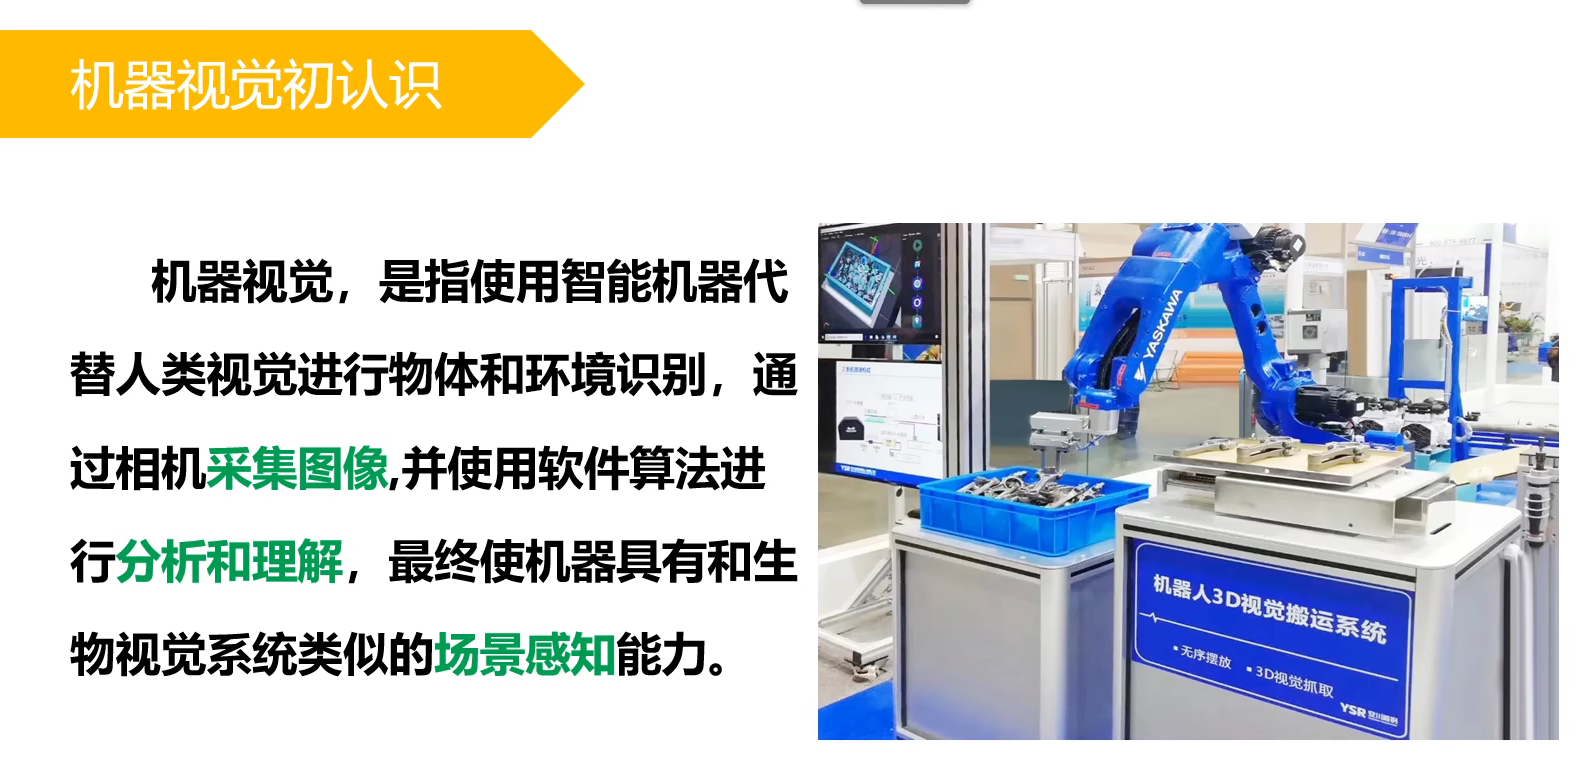 机器视觉初认识
机器视觉，是指使用智能机器代
替人类视觉进行物体和环境识别，通
过相机采集图像,并使用软件算法进
行分析和理解，最终使机器具有和生
物视觉系统类似的场景感知能力。
YASKAWA
机器人3D视觉搬运系统
▪ 无序摆放 ▪ 3D视觉抓取
YSR